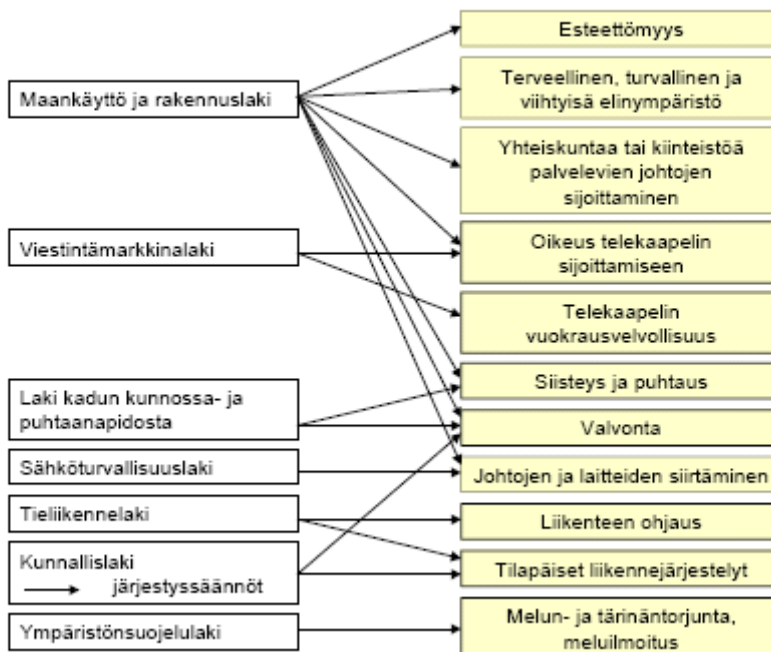 Maankäyttö ja rakennuslaki
Viestintämarkkinalaki
Laki kadun kunnossa- ja
puhtaanapidosta
Sähköturvallisuuslaki
Tieliikennelaki
Kunnallislaki
järjestyssäännöt
Ympäristönsuojelulaki
Esteettömyys
Terveellinen, turvallinen ja
viihtyisä elinympäristö
Yhteiskuntaa tai kiinteistöä
palvelevien johtojen
sijoittaminen
Oikeus telekaapelin
sijoittamiseen
Telekaapelin
vuokrausvelvollisuus
Siisteys ja puhtaus
Valvonta
Johtojen ja laitteiden siirtäminen
Liikenteen ohjaus
Tilapäiset liikennejärjestelyt
Melun- ja tärinäntorjunta,
meluilmoitus